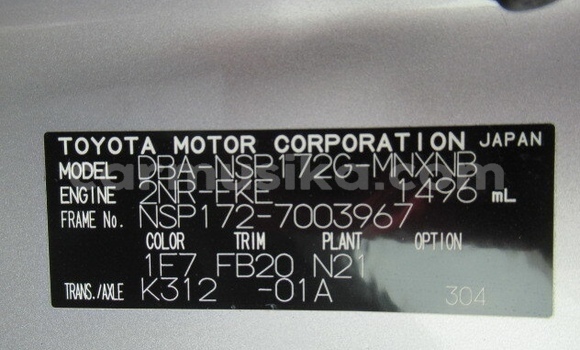 TOYOTA MOTOR CORPORATION JAPAN
MODEL DBA-NSP172G-MNXNB
ENGINE 2NR-FKE 1496 mL
FRAME No. NSP172-7003967
COLOR TRIM PLANT OPTION
1E7 FB20 N21
TRANS./AXLE K312 -01A 304